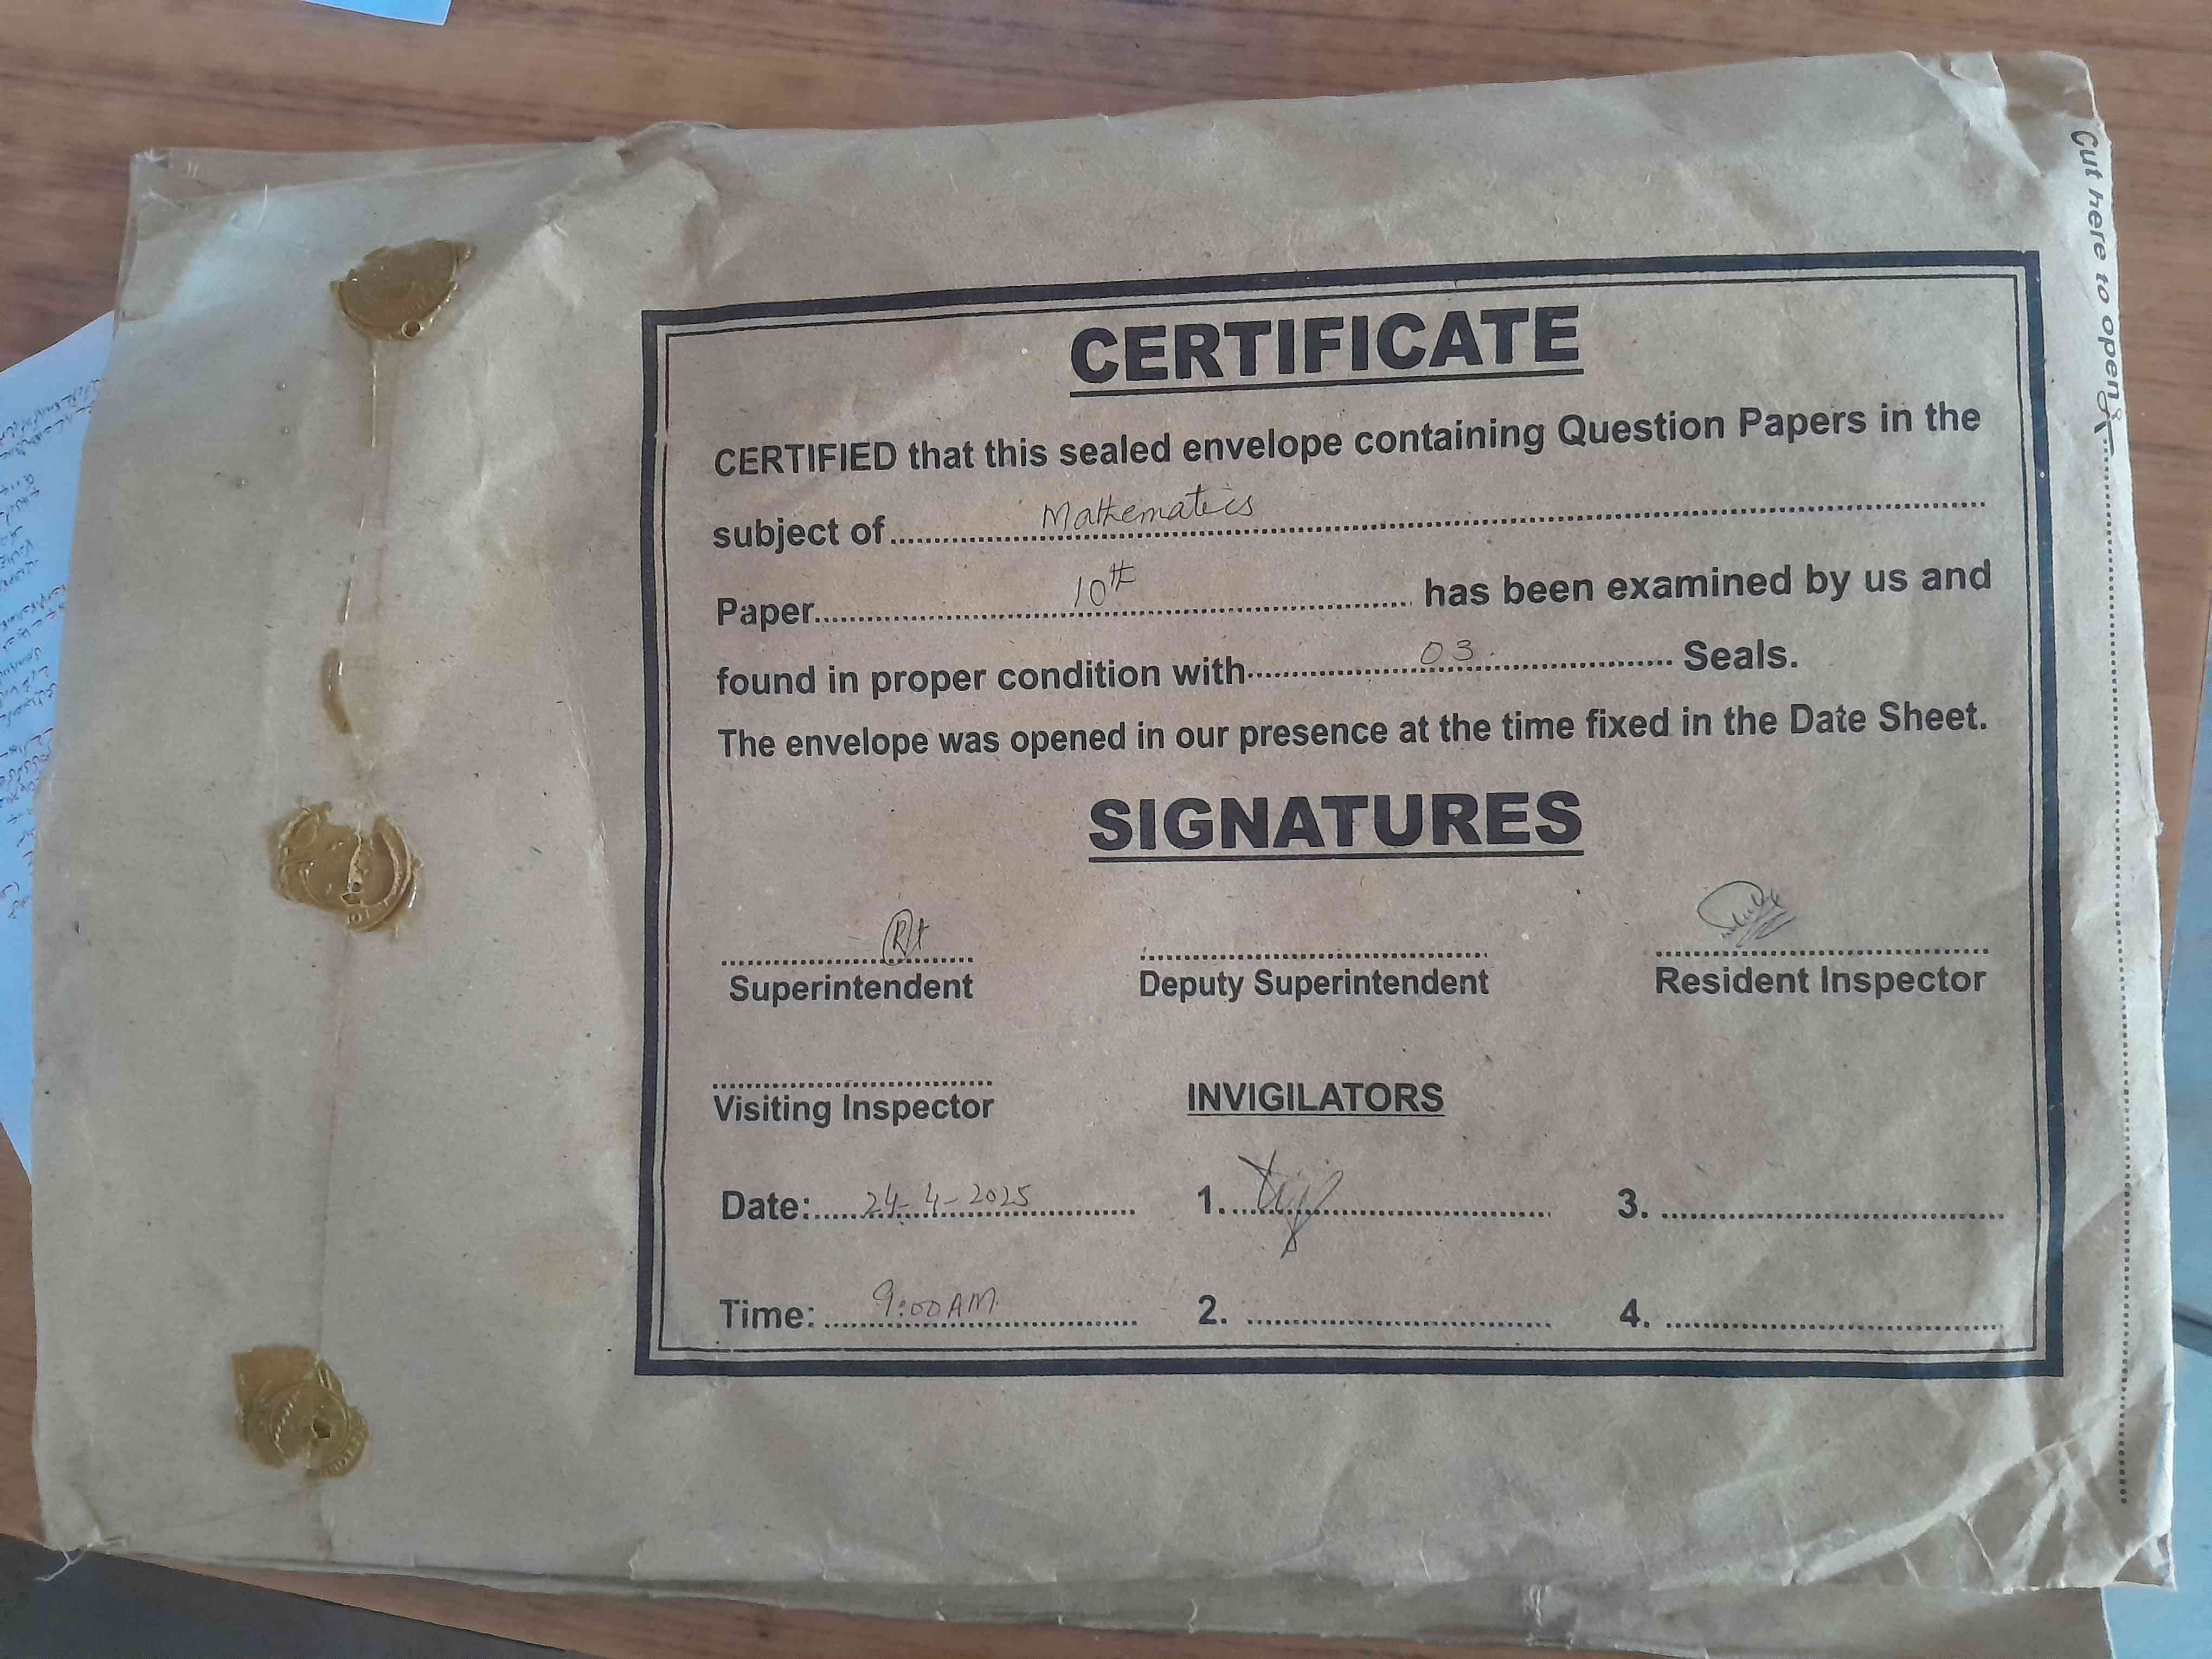 Cut here to open
CERTIFICATE
CERTIFIED that this sealed envelope containing Question Papers in the
subject of Mathematics
Paper 10th has been examined by us and
found in proper condition with 03 Seals.
The envelope was opened in our presence at the time fixed in the Date Sheet.
SIGNATURES
Superintendent Deputy Superintendent Resident Inspector
Visiting Inspector INVIGILATORS
Date: 24-4-2025 1. 3.
Time: 9:00 AM 2. 4.